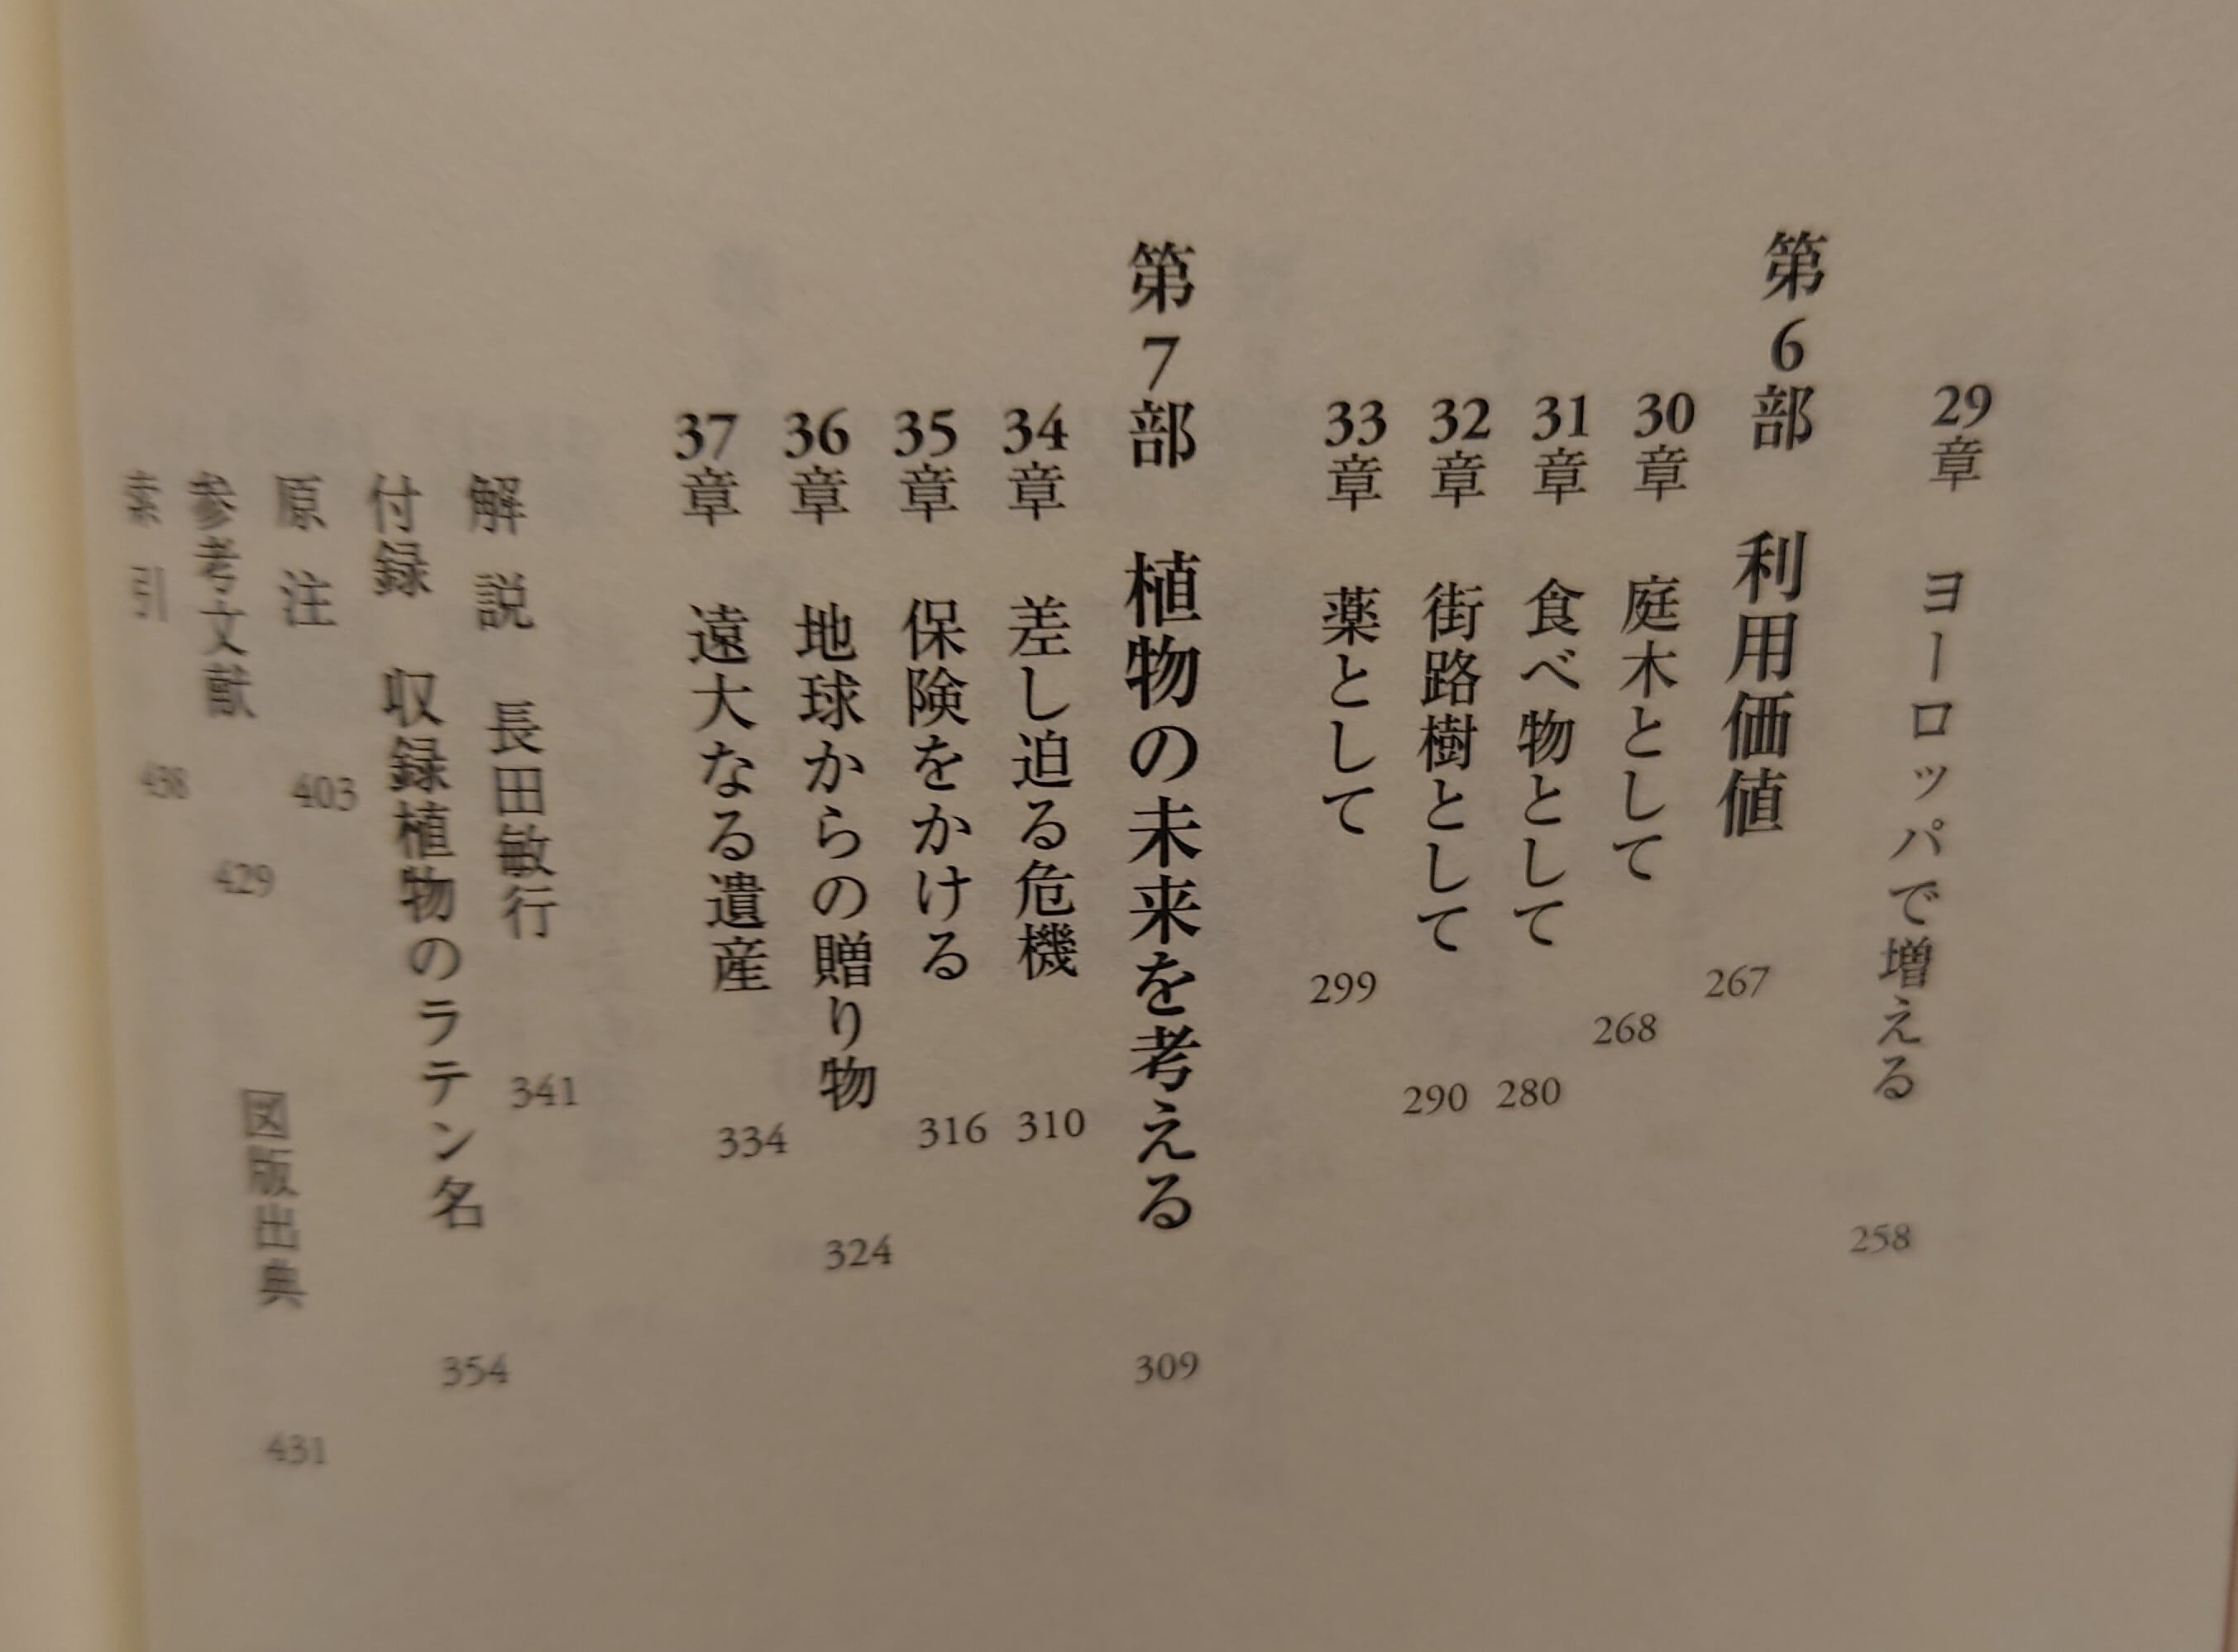 29章　ヨーロッパで増える　258
第6部　利用価値　267
30章　庭木として　268
31章　食べ物として　280
32章　街路樹として　290
33章　薬として　299
第7部　植物の未来を考える　309
34章　差し迫る危機　310
35章　保険をかける　316
36章　地球からの贈り物　324
37章　遠大なる遺産　334
解説　長田敏行　341
付録　収録植物のラテン名　354
原注　403
参考文献　429
図版出典　431
索引　438